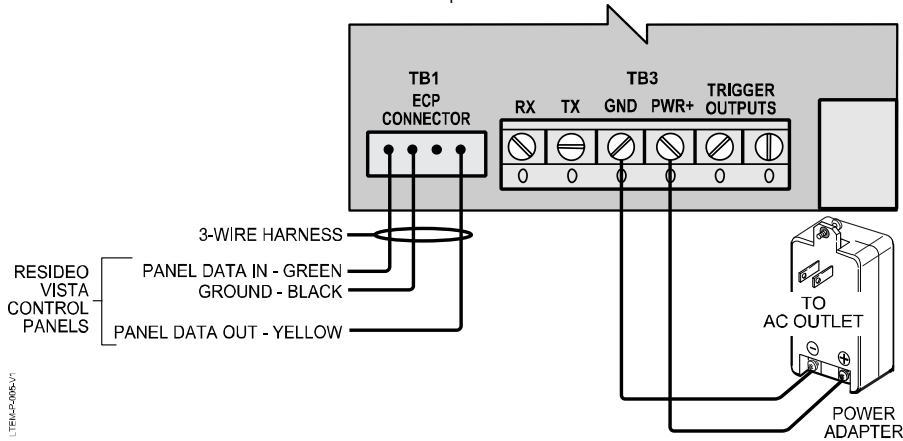 TB1
ECP
CONNECTOR
TB3
RX TX GND PWR+ TRIGGER
OUTPUTS
3-WIRE HARNESS
RESIDEO
VISTA
CONTROL
PANELS
PANEL DATA IN - GREEN
GROUND - BLACK
PANEL DATA OUT - YELLOW
TO
AC OUTLET
- +
POWER
ADAPTER
LTEM-P-005-V1